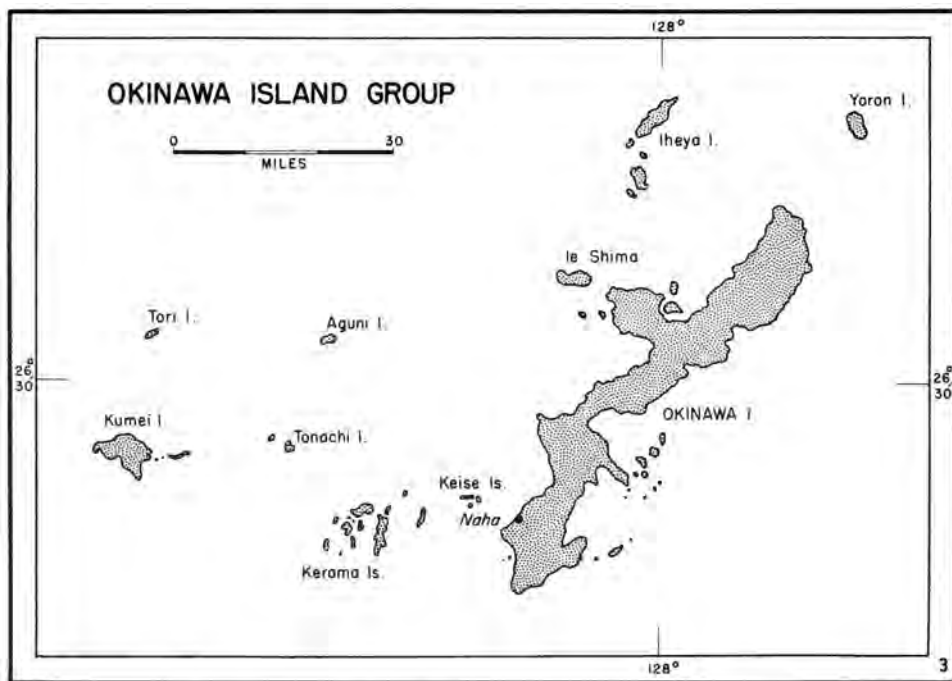 128°
OKINAWA ISLAND GROUP
0 30
MILES
Yoron I.
Iheya I.
Ie Shima
Tori I.
Aguni I.
26°
30
26°
30
Kumei I.
Tonachi I.
OKINAWA I
Keise Is.
Naha
Kerama Is.
128°
3